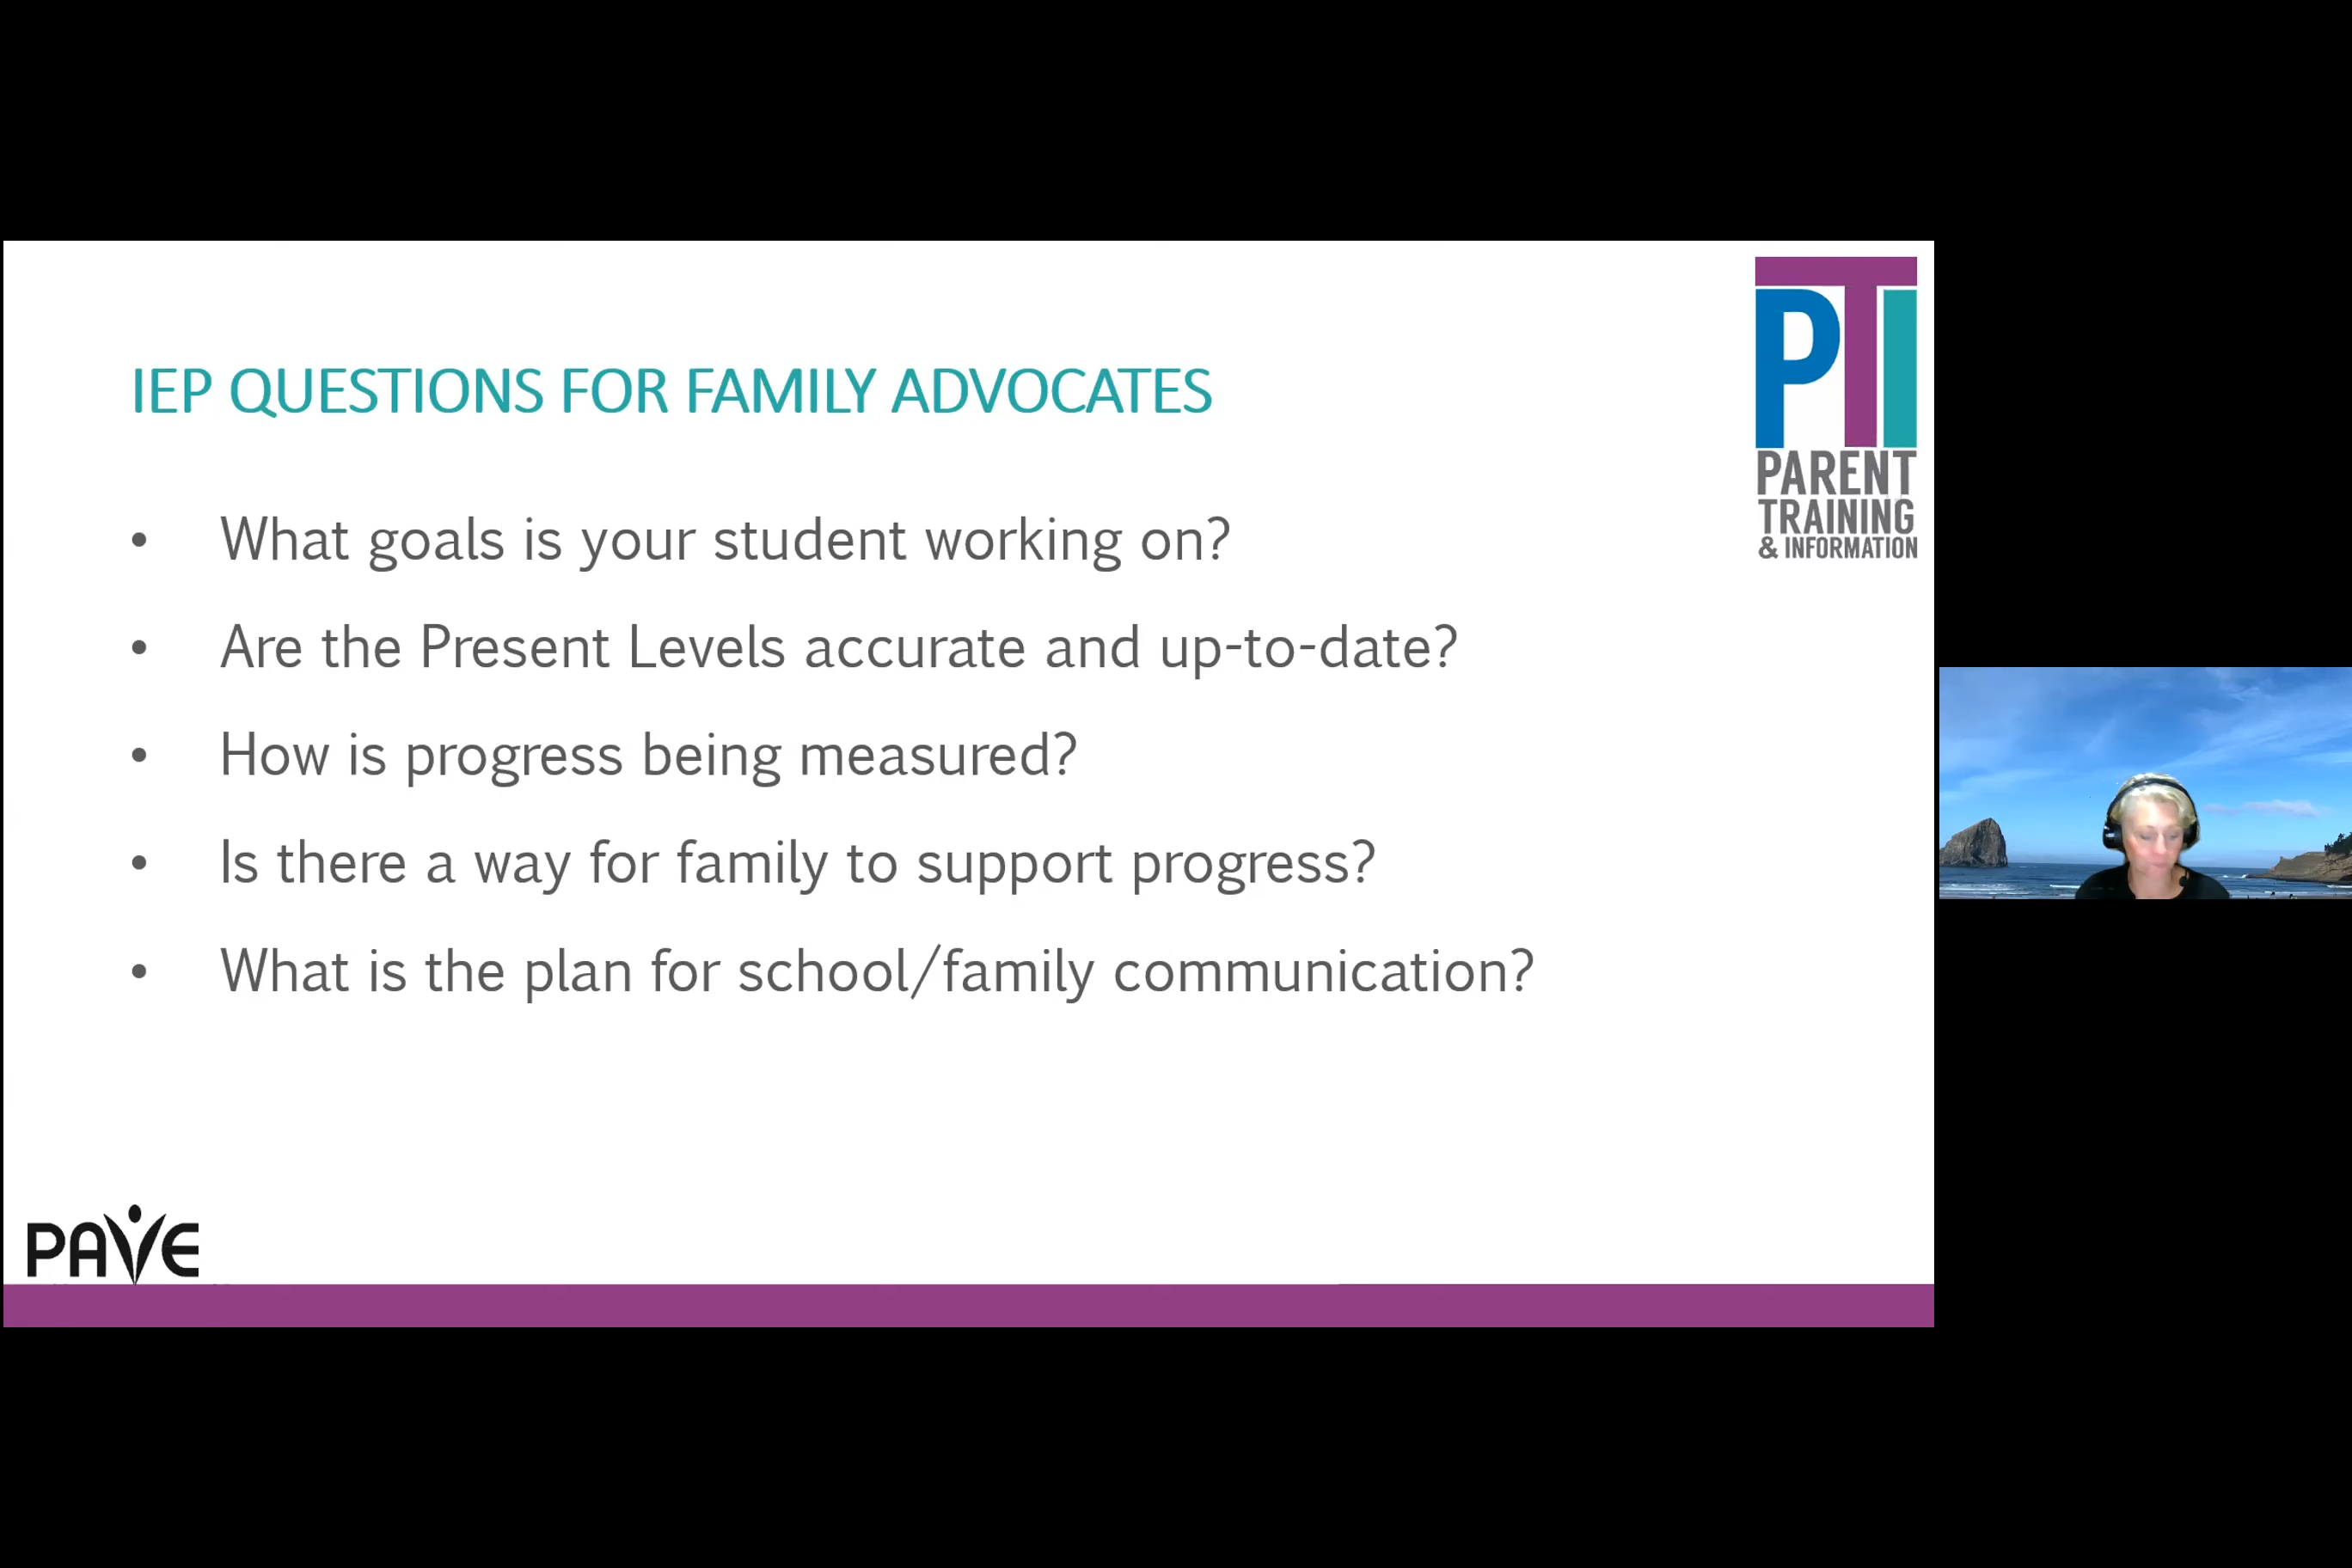 IEP QUESTIONS FOR FAMILY ADVOCATES
• What goals is your student working on?
• Are the Present Levels accurate and up-to-date?
• How is progress being measured?
• Is there a way for family to support progress?
• What is the plan for school/family communication?
PTI
PARENT
TRAINING
& INFORMATION
PAVE